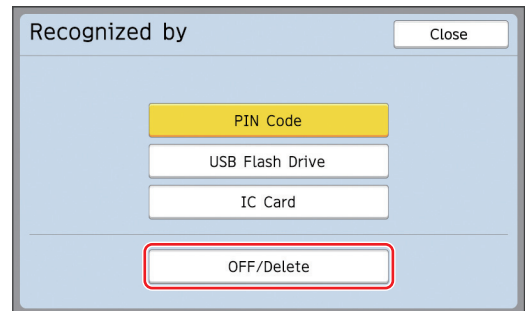 Recognized by
Close
PIN Code
USB Flash Drive
IC Card
OFF/Delete